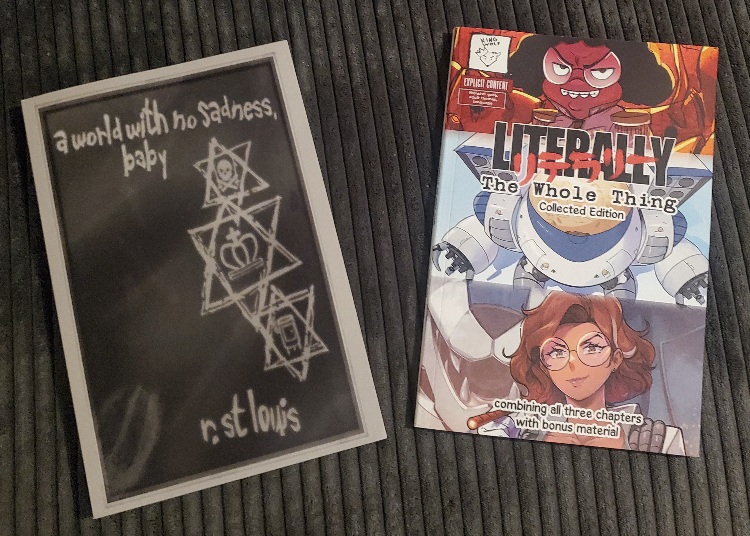 a world with no sadness,
baby
r. st louis
KING
WOLF
EXPLICIT CONTENT
LITERALLY
リテラリー
The Whole Thing
Collected Edition
combining all three chapters
with bonus material